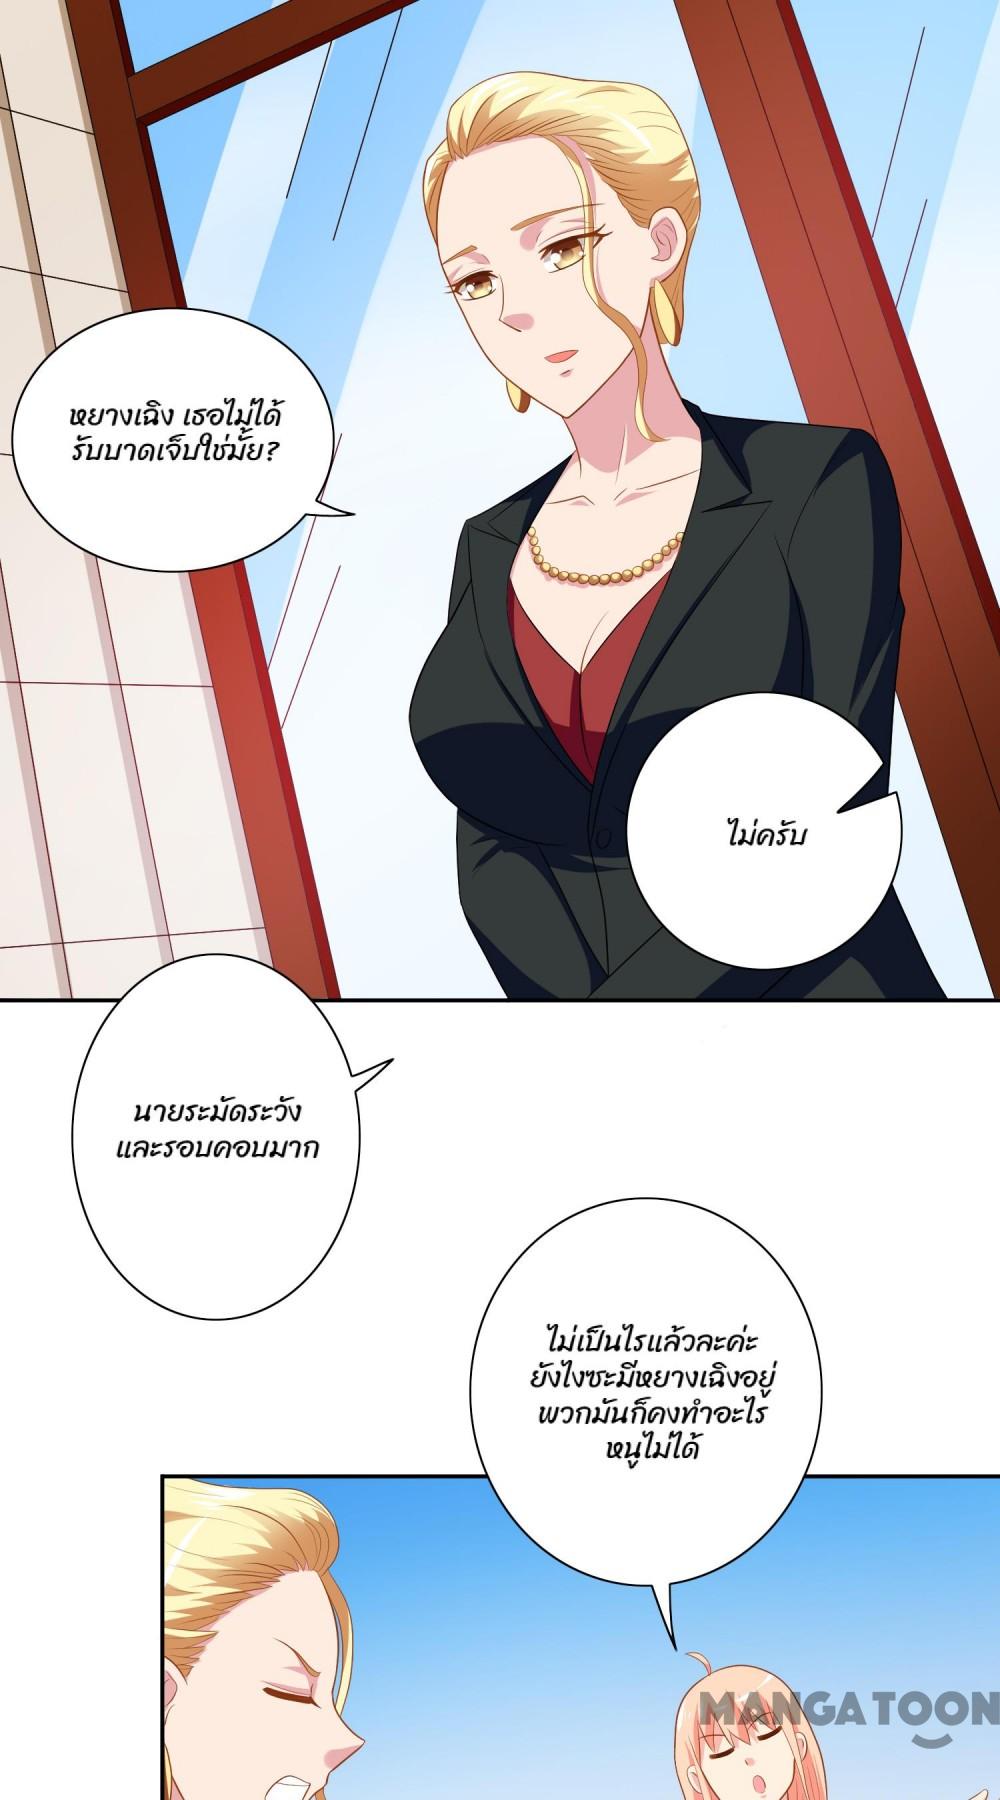 หยางเฉิง เธอไม่ได้
รับบาดเจ็บใช่มั้ย?
ไม่ครับ
นายระมัดระวัง
และรอบคอบมาก
ไม่เป็นไรแล้วละค่ะ
ยังไงซะมีหยางเฉิงอยู่
พวกมันก็คงทำอะไร
หนูไม่ได้
MANGATOON